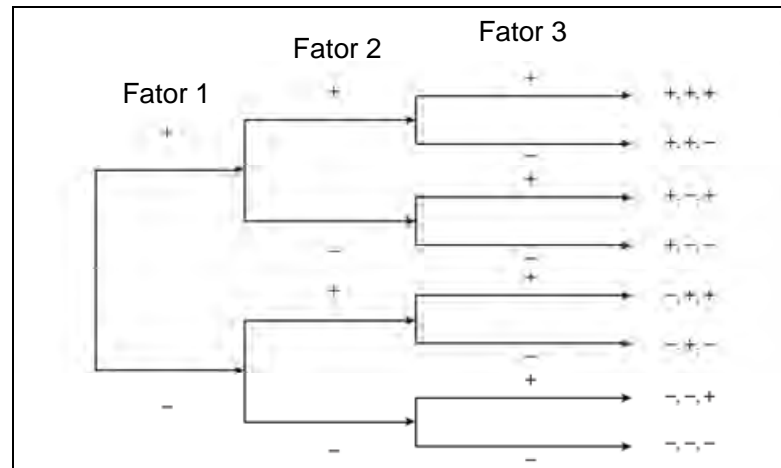 Fator 3
Fator 2
Fator 1
+
+
+
+, +, +
−
+, +, −
+
+, −, +
−
−
+, −, −
+
+
−, +, +
−
−, +, −
−
+
−, −, +
−
−
−, −, −